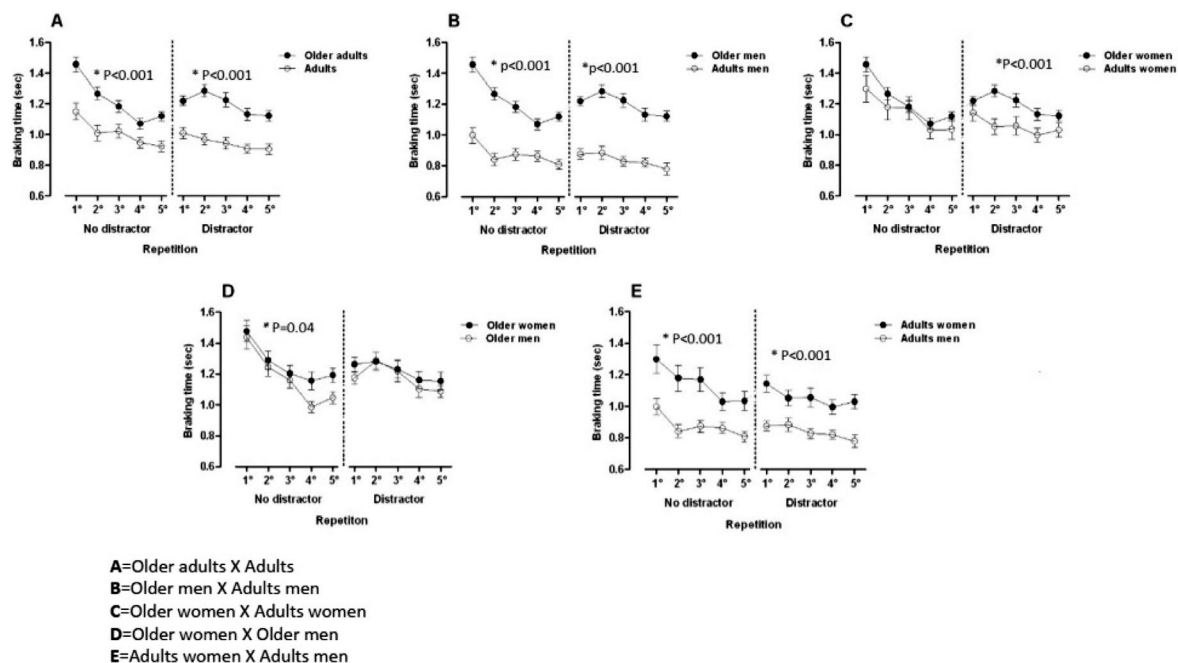 A
1.6
1.4
1.2
1.0
0.8
0.6
Braking time (sec)
* P<0.001
* P<0.001
Older adults
Adults
1° 2° 3° 4° 5° 1° 2° 3° 4° 5°
No distractor Distractor
Repetition
B
1.6
1.4
1.2
1.0
0.8
0.6
Braking time (sec)
* p<0.001
*p<0.001
Older men
Adults men
1° 2° 3° 4° 5° 1° 2° 3° 4° 5°
No distractor Distractor
Repetition
C
1.6
1.4
1.2
1.0
0.8
0.6
Braking time (sec)
*P<0.001
Older women
Adults women
1° 2° 3° 4° 5° 1° 2° 3° 4° 5°
No distractor Distractor
Repetition
D
1.6
1.4
1.2
1.0
0.8
0.6
Braking time (sec)
* P=0.04
Older women
Older men
1° 2° 3° 4° 5° 1° 2° 3° 4° 5°
No distractor Distractor
Repetiton
E
1.6
1.4
1.2
1.0
0.8
0.6
Braking time (sec)
* P<0.001
* P<0.001
Adults women
Adults men
1° 2° 3° 4° 5° 1° 2° 3° 4° 5°
No distractor Distractor
Repetition
A=Older adults X Adults
B=Older men X Adults men
C=Older women X Adults women
D=Older women X Older men
E=Adults women X Adults men